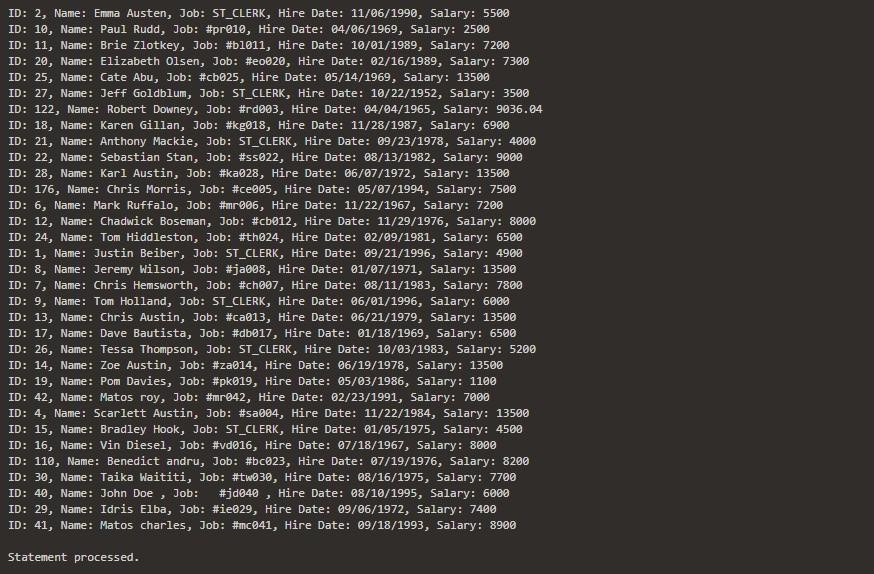 ID: 2, Name: Emma Austen, Job: ST_CLERK, Hire Date: 11/06/1990, Salary: 5500
ID: 10, Name: Paul Rudd, Job: #pr010, Hire Date: 04/06/1969, Salary: 2500
ID: 11, Name: Brie Zlotkey, Job: #bl011, Hire Date: 10/01/1989, Salary: 7200
ID: 20, Name: Elizabeth Olsen, Job: #eo020, Hire Date: 02/16/1989, Salary: 7300
ID: 25, Name: Cate Abu, Job: #cb025, Hire Date: 05/14/1969, Salary: 13500
ID: 27, Name: Jeff Goldblum, Job: ST_CLERK, Hire Date: 10/22/1952, Salary: 3500
ID: 122, Name: Robert Downey, Job: #rd003, Hire Date: 04/04/1965, Salary: 9036.04
ID: 18, Name: Karen Gillan, Job: #kg018, Hire Date: 11/28/1987, Salary: 6900
ID: 21, Name: Anthony Mackie, Job: ST_CLERK, Hire Date: 09/23/1978, Salary: 4000
ID: 22, Name: Sebastian Stan, Job: #ss022, Hire Date: 08/13/1982, Salary: 9000
ID: 28, Name: Karl Austin, Job: #ka028, Hire Date: 06/07/1972, Salary: 13500
ID: 176, Name: Chris Morris, Job: #ce005, Hire Date: 05/07/1994, Salary: 7500
ID: 6, Name: Mark Ruffalo, Job: #mr006, Hire Date: 11/22/1967, Salary: 7200
ID: 12, Name: Chadwick Boseman, Job: #cb012, Hire Date: 11/29/1976, Salary: 8000
ID: 24, Name: Tom Hiddleston, Job: #th024, Hire Date: 02/09/1981, Salary: 6500
ID: 1, Name: Justin Beiber, Job: ST_CLERK, Hire Date: 09/21/1996, Salary: 4900
ID: 8, Name: Jeremy Wilson, Job: #ja008, Hire Date: 01/07/1971, Salary: 13500
ID: 7, Name: Chris Hemsworth, Job: #ch007, Hire Date: 08/11/1983, Salary: 7800
ID: 9, Name: Tom Holland, Job: ST_CLERK, Hire Date: 06/01/1996, Salary: 6000
ID: 13, Name: Chris Austin, Job: #ca013, Hire Date: 06/21/1979, Salary: 13500
ID: 17, Name: Dave Bautista, Job: #db017, Hire Date: 01/18/1969, Salary: 6500
ID: 26, Name: Tessa Thompson, Job: ST_CLERK, Hire Date: 10/03/1983, Salary: 5200
ID: 14, Name: Zoe Austin, Job: #za014, Hire Date: 06/19/1978, Salary: 13500
ID: 19, Name: Pom Davies, Job: #pk019, Hire Date: 05/03/1986, Salary: 1100
ID: 42, Name: Matos roy, Job: #mr042, Hire Date: 02/23/1991, Salary: 7000
ID: 4, Name: Scarlett Austin, Job: #sa004, Hire Date: 11/22/1984, Salary: 13500
ID: 15, Name: Bradley Hook, Job: ST_CLERK, Hire Date: 01/05/1975, Salary: 4500
ID: 16, Name: Vin Diesel, Job: #vd016, Hire Date: 07/18/1967, Salary: 8000
ID: 110, Name: Benedict andru, Job: #bc023, Hire Date: 07/19/1976, Salary: 8200
ID: 30, Name: Taika Waititi, Job: #tw030, Hire Date: 08/16/1975, Salary: 7700
ID: 40, Name: John Doe , Job:   #jd040 , Hire Date: 08/10/1995, Salary: 6000
ID: 29, Name: Idris Elba, Job: #ie029, Hire Date: 09/06/1972, Salary: 7400
ID: 41, Name: Matos charles, Job: #mc041, Hire Date: 09/18/1993, Salary: 8900
Statement processed.